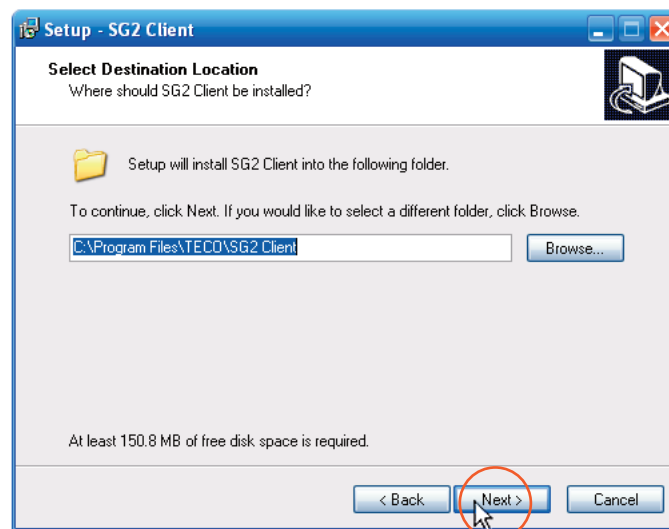 Setup - SG2 Client
Select Destination Location
Where should SG2 Client be installed?
Setup will install SG2 Client into the following folder.
To continue, click Next. If you would like to select a different folder, click Browse.
C:\Program Files\TECO\SG2 Client
Browse...
At least 150.8 MB of free disk space is required.
< Back
Next >
Cancel